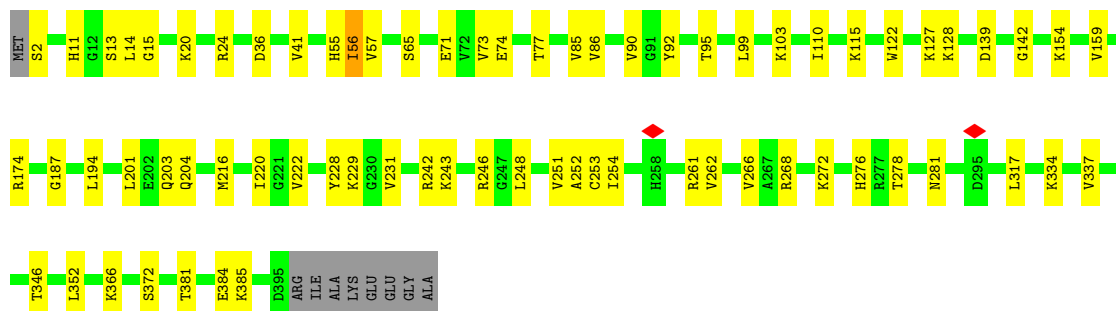 MET S2 H11 G12 S13 L14 G15 K20 R24 D36 V41 H55 I56 V57 S65 E71 V72 V73 E74 T77 V85 V86 V90 G91 Y92 T95 L99 K103 I110 K115 W122 K127 K128 D139 G142 K154 V159
R174 G187 L194 L201 E202 Q203 Q204 M216 I220 G221 V222 Y228 K229 G230 V231 R242 K243 R246 G247 L248 V251 A252 C253 I254 H258 R261 V262 V266 A267 R268 K272 H276 R277 T278 N281 D295 L317 K334 V337
T346 L352 K366 S372 T381 E384 K385 D395 ARG ILE ALA LYS GLU GLU GLY ALA